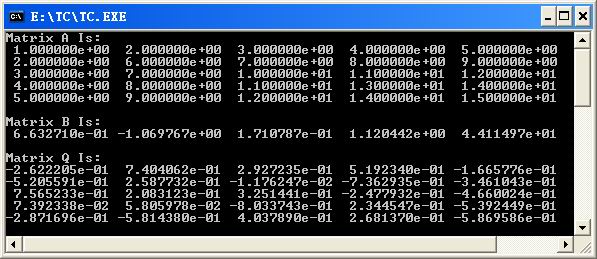 E:\TC\TC.EXE
Matrix A Is:
1.000000e+00 2.000000e+00 3.000000e+00 4.000000e+00 5.000000e+00
2.000000e+00 6.000000e+00 7.000000e+00 8.000000e+00 9.000000e+00
3.000000e+00 7.000000e+00 1.000000e+01 1.100000e+01 1.200000e+01
4.000000e+00 8.000000e+00 1.100000e+01 1.300000e+01 1.400000e+01
5.000000e+00 9.000000e+00 1.200000e+01 1.400000e+01 1.500000e+01
Matrix B Is:
6.632710e-01 -1.069767e+00 1.710787e-01 1.120442e+00 4.411497e+01
Matrix Q Is:
-2.622205e-01 7.404062e-01 2.927235e-01 5.192340e-01 -1.665776e-01
-5.205591e-01 2.587732e-01 -1.176247e-02 -7.362935e-01 -3.461043e-01
7.565233e-01 2.083123e-01 3.251441e-01 -2.477932e-01 -4.660024e-01
7.392338e-02 5.805978e-02 -8.033743e-01 2.344547e-01 -5.392449e-01
-2.871696e-01 -5.814380e-01 4.037890e-01 2.681370e-01 -5.869586e-01